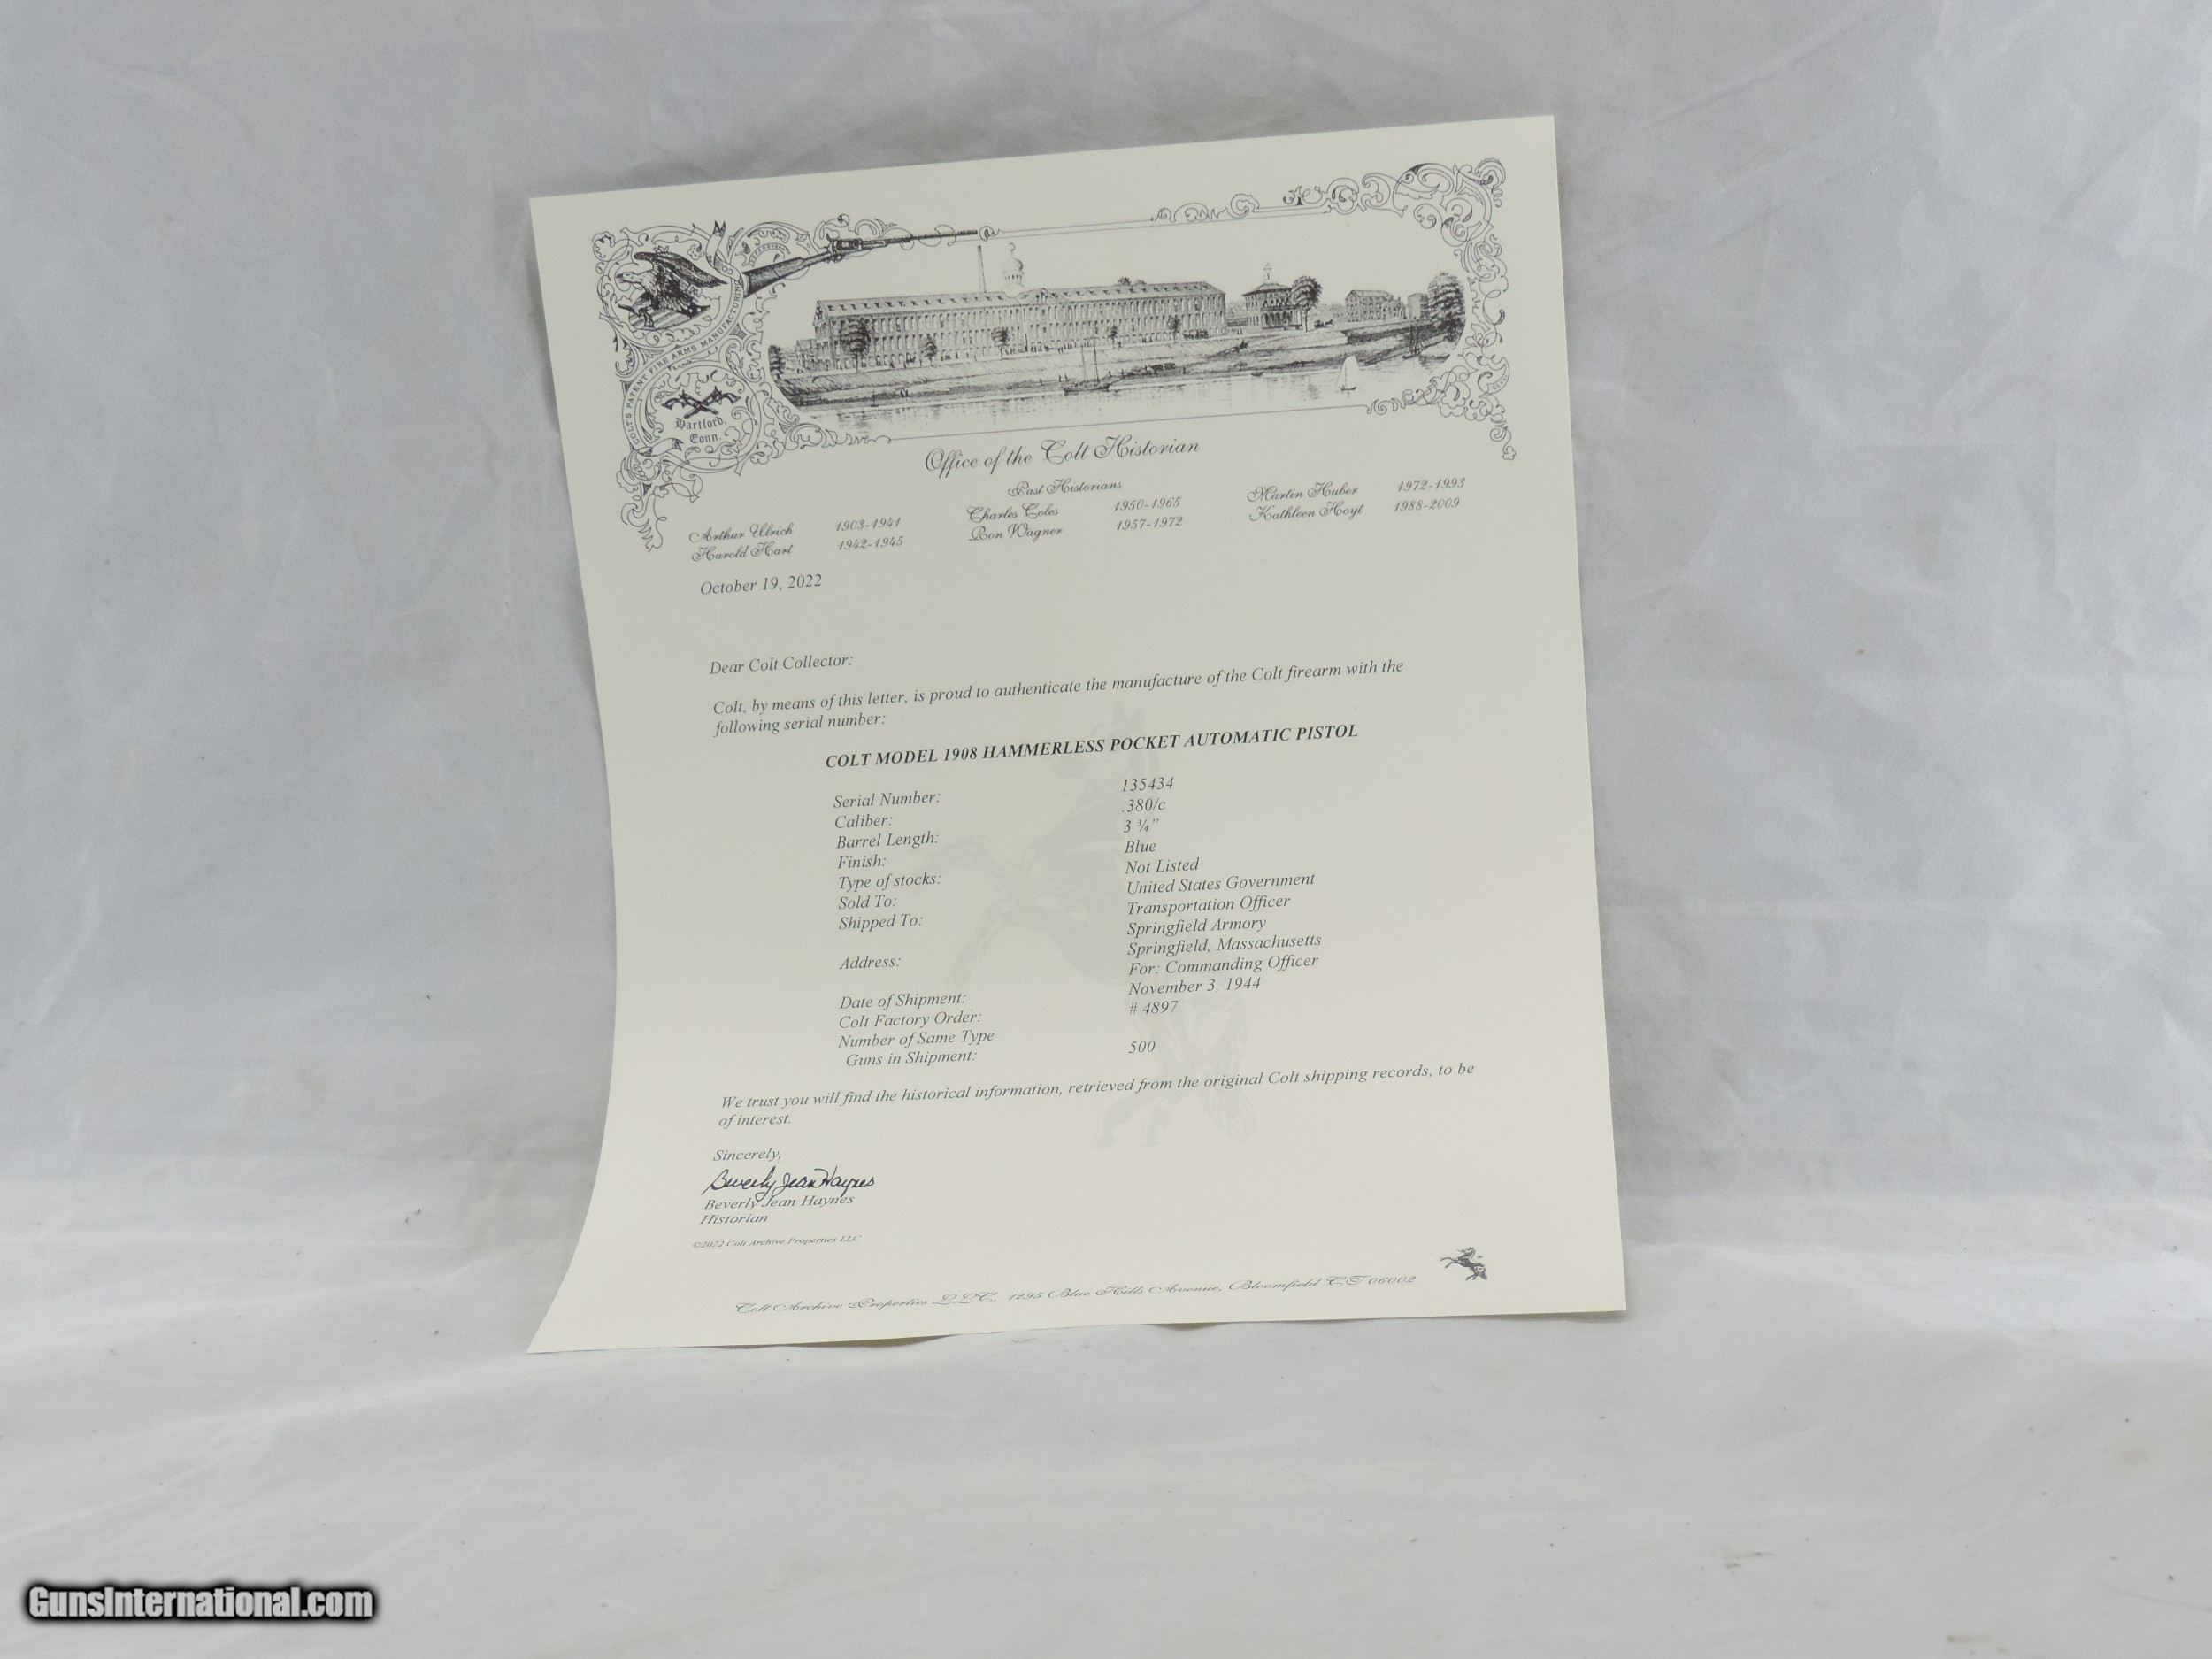 COLT'S PATENT FIRE ARMS MANUFACTURING
Hartford,
Conn.
Office of the Colt Historian
Past Historians
Arthur Ulrich 1903-1941
Harold Hart 1942-1945
Charles Coles 1950-1965
Ron Wagner 1957-1972
Martin Huber 1972-1993
Kathleen Hoyt 1988-2009
October 19, 2022
Dear Colt Collector:
Colt, by means of this letter, is proud to authenticate the manufacture of the Colt firearm with the
following serial number:
COLT MODEL 1908 HAMMERLESS POCKET AUTOMATIC PISTOL
Serial Number: 135434
Caliber: .380/c
Barrel Length: 3 ¾”
Finish: Blue
Type of stocks: Not Listed
Sold To: United States Government
Shipped To: Transportation Officer
Springfield Armory
Address: Springfield, Massachusetts
For: Commanding Officer
Date of Shipment: November 3, 1944
Colt Factory Order: # 4897
Number of Same Type
Guns in Shipment: 500
We trust you will find the historical information, retrieved from the original Colt shipping records, to be
of interest.
Sincerely,
Beverly Jean Haynes
Beverly Jean Haynes
Historian
©2022 Colt Archive Properties LLC
Colt Archive Properties LLC 1295 Blue Hills Avenue, Bloomfield CT 06002
GunsInternational.com